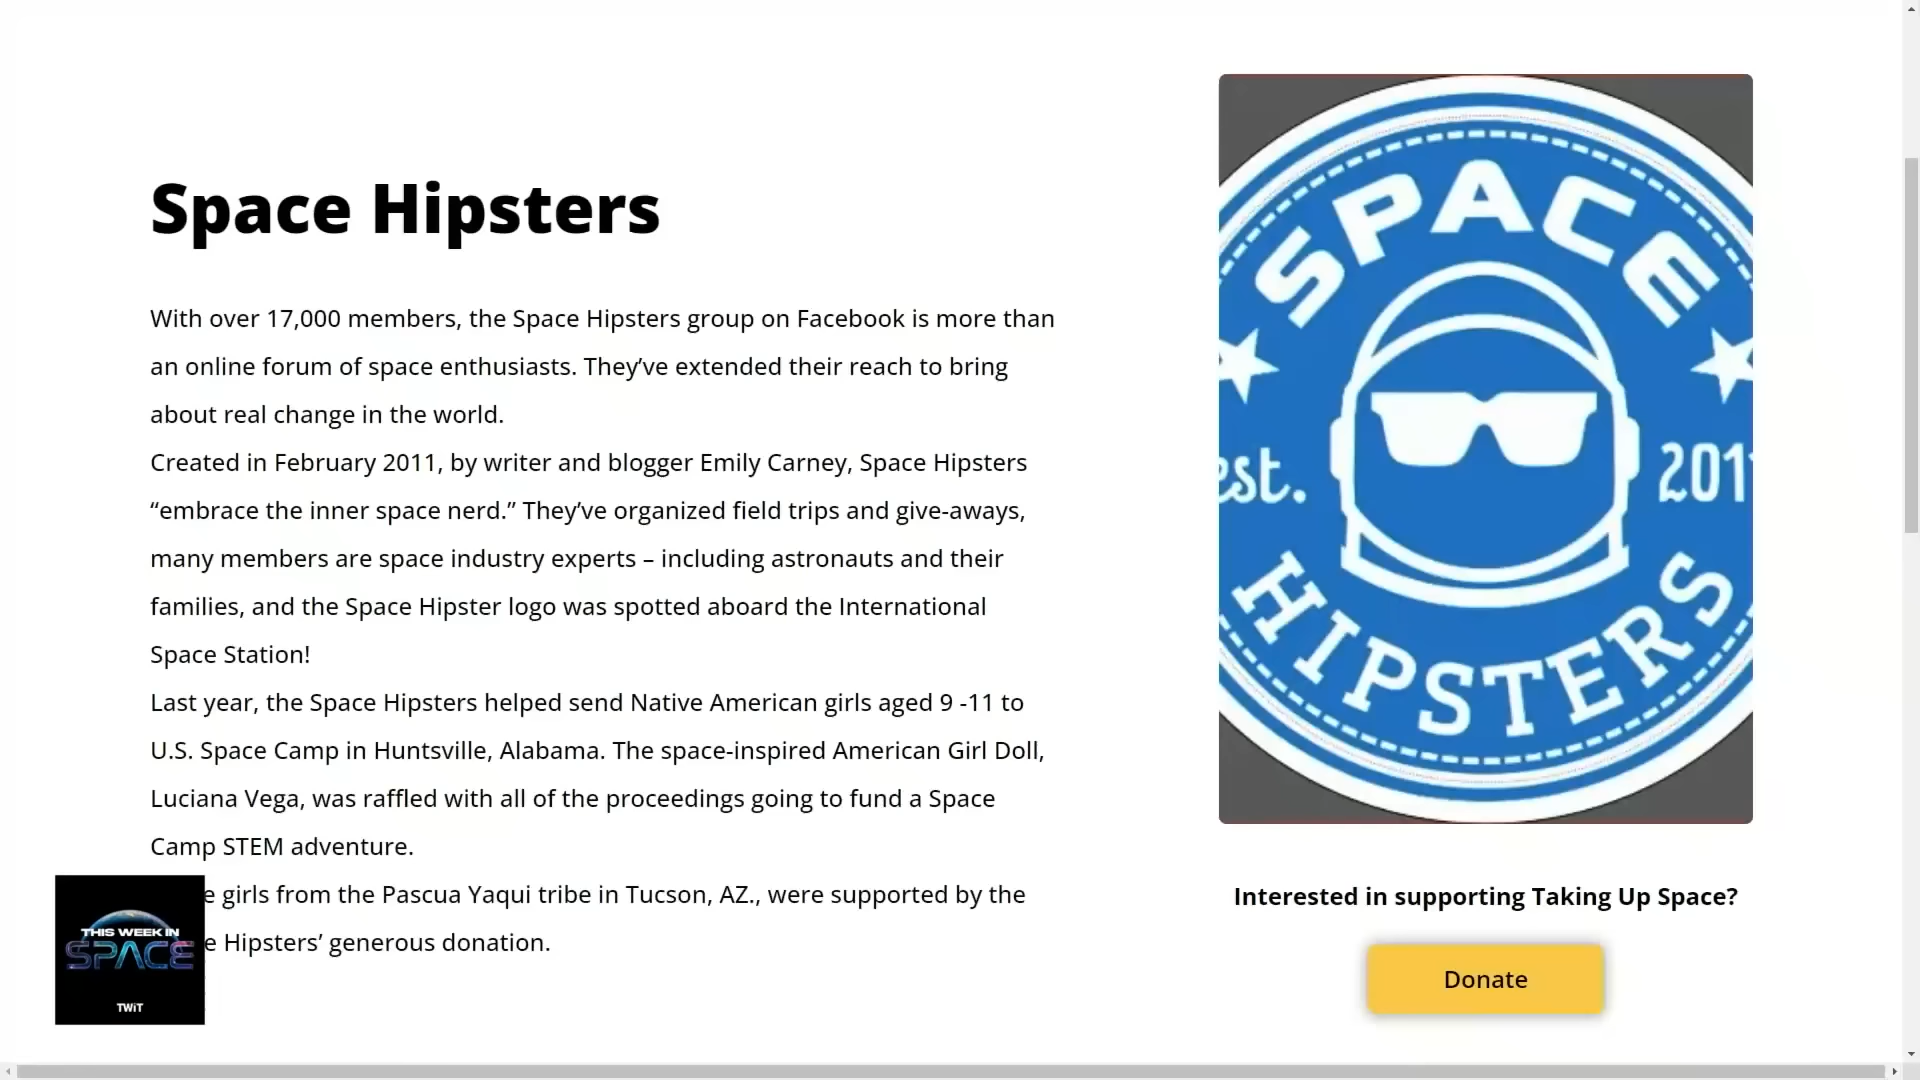 Space Hipsters
With over 17,000 members, the Space Hipsters group on Facebook is more than
an online forum of space enthusiasts. They’ve extended their reach to bring
about real change in the world.
Created in February 2011, by writer and blogger Emily Carney, Space Hipsters
“embrace the inner space nerd.” They’ve organized field trips and give-aways,
many members are space industry experts – including astronauts and their
families, and the Space Hipster logo was spotted aboard the International
Space Station!
Last year, the Space Hipsters helped send Native American girls aged 9 -11 to
U.S. Space Camp in Huntsville, Alabama. The space-inspired American Girl Doll,
Luciana Vega, was raffled with all of the proceedings going to fund a Space
Camp STEM adventure.
girls from the Pascua Yaqui tribe in Tucson, AZ., were supported by the
Hipsters’ generous donation.
SPACE
est. 201
HIPSTERS
Interested in supporting Taking Up Space?
Donate
THIS WEEK IN
SPACE
TWiT